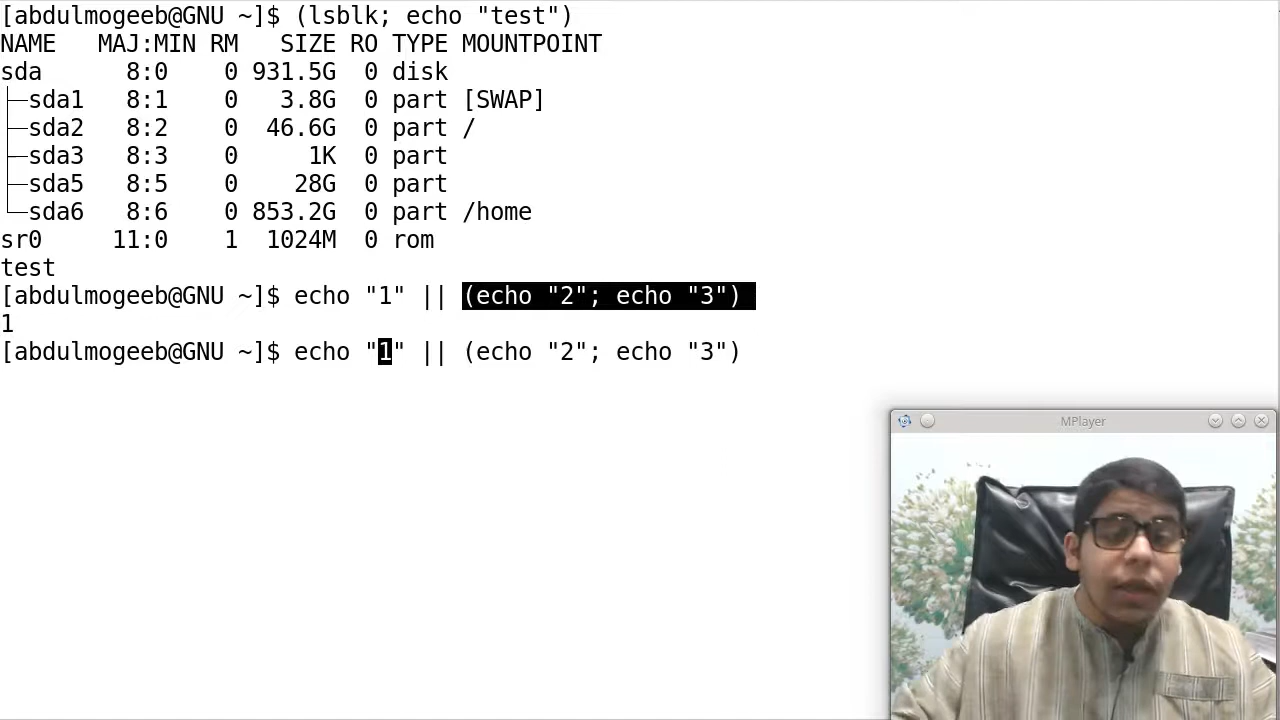 [abdulmogeeb@GNU ~]$ (lsblk; echo "test")
NAME   MAJ:MIN RM   SIZE RO TYPE MOUNTPOINT
sda      8:0    0 931.5G  0 disk
├─sda1   8:1    0   3.8G  0 part [SWAP]
├─sda2   8:2    0  46.6G  0 part /
├─sda3   8:3    0     1K  0 part
├─sda5   8:5    0    28G  0 part
└─sda6   8:6    0 853.2G  0 part /home
sr0     11:0    1  1024M  0 rom
test
[abdulmogeeb@GNU ~]$ echo "1" || (echo "2"; echo "3")
1
[abdulmogeeb@GNU ~]$ echo "1" || (echo "2"; echo "3")
MPlayer